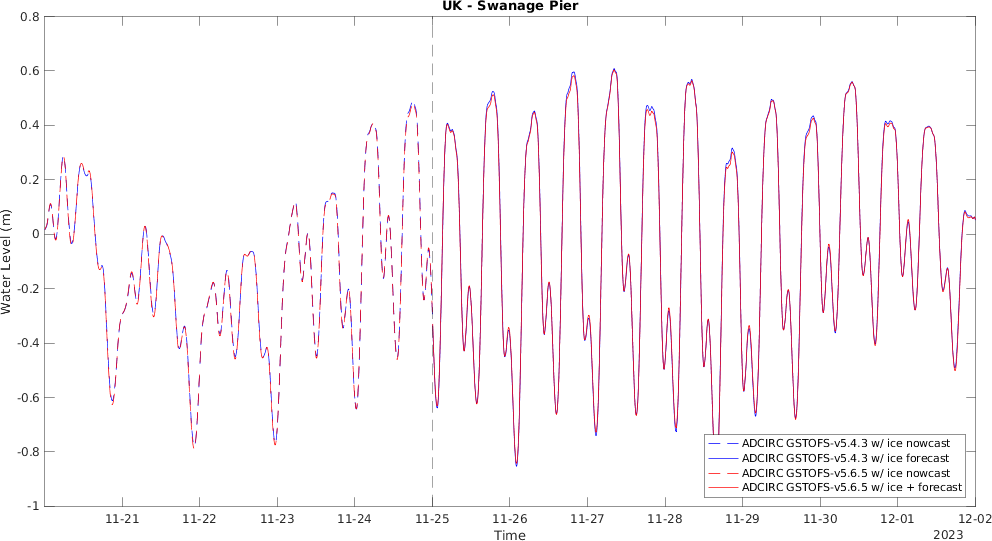 UK - Swanage Pier
0.8
0.6
0.4
0.2
0
-0.2
-0.4
-0.6
-0.8
-1
Water Level (m)
11-21 11-22 11-23 11-24 11-25 11-26 11-27 11-28 11-29 11-30 12-01 12-02
Time
2023
ADCIRC GSTOFS-v5.4.3 w/ ice nowcast
ADCIRC GSTOFS-v5.4.3 w/ ice forecast
ADCIRC GSTOFS-v5.6.5 w/ ice nowcast
ADCIRC GSTOFS-v5.6.5 w/ ice + forecast